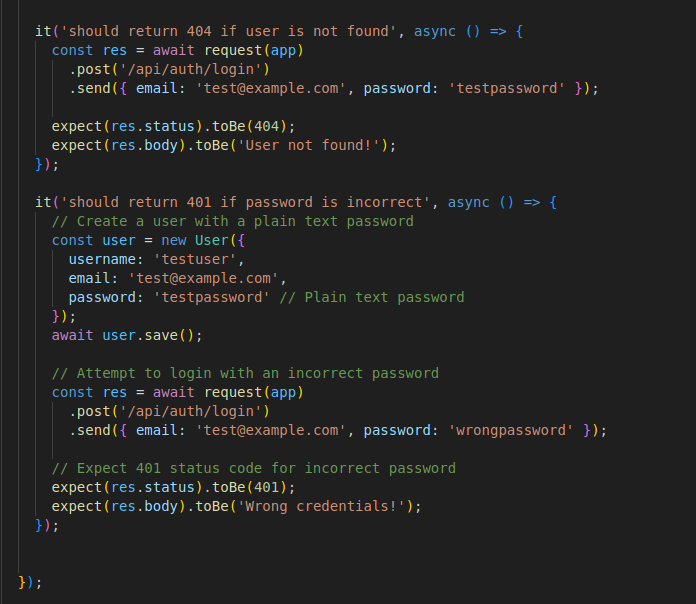 it('should return 404 if user is not found', async () => {
const res = await request(app)
.post('/api/auth/login')
.send({ email: 'test@example.com', password: 'testpassword' });
expect(res.status).toBe(404);
expect(res.body).toBe('User not found!');
});
it('should return 401 if password is incorrect', async () => {
// Create a user with a plain text password
const user = new User({
username: 'testuser',
email: 'test@example.com',
password: 'testpassword' // Plain text password
});
await user.save();
// Attempt to login with an incorrect password
const res = await request(app)
.post('/api/auth/login')
.send({ email: 'test@example.com', password: 'wrongpassword' });
// Expect 401 status code for incorrect password
expect(res.status).toBe(401);
expect(res.body).toBe('Wrong credentials!');
});
});